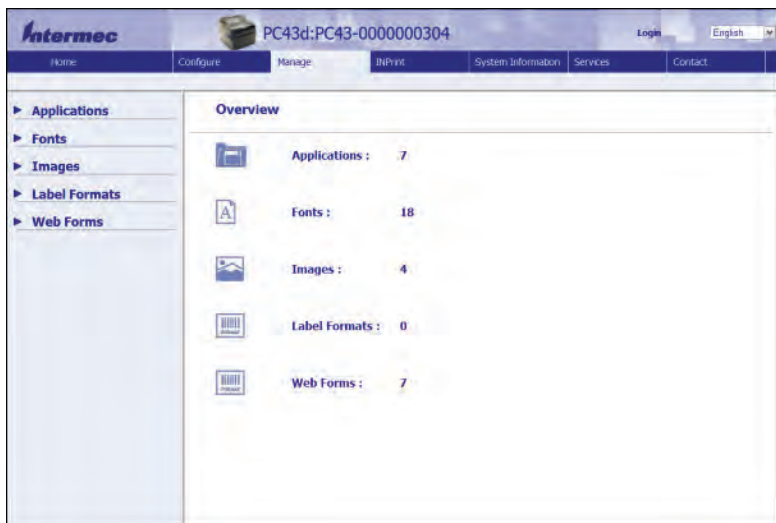 Intermec PC43d:PC43-0000000304 Login English
Home Configure Manage INPrint System Information Services Contact
Applications
Fonts
Images
Label Formats
Web Forms
Overview
Applications : 7
Fonts : 18
Images : 4
Label Formats : 0
Web Forms : 7